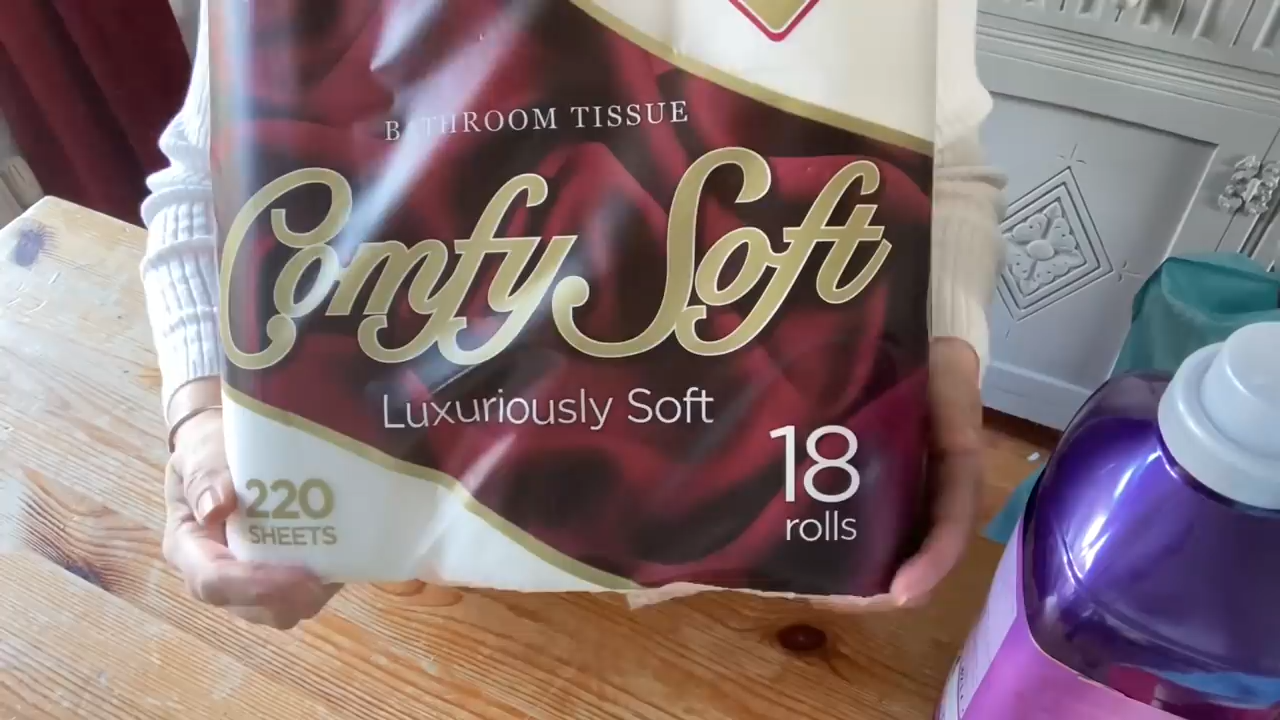 BATHROOM TISSUE
Comfy Soft
Luxuriously Soft
18
rolls
220
SHEETS